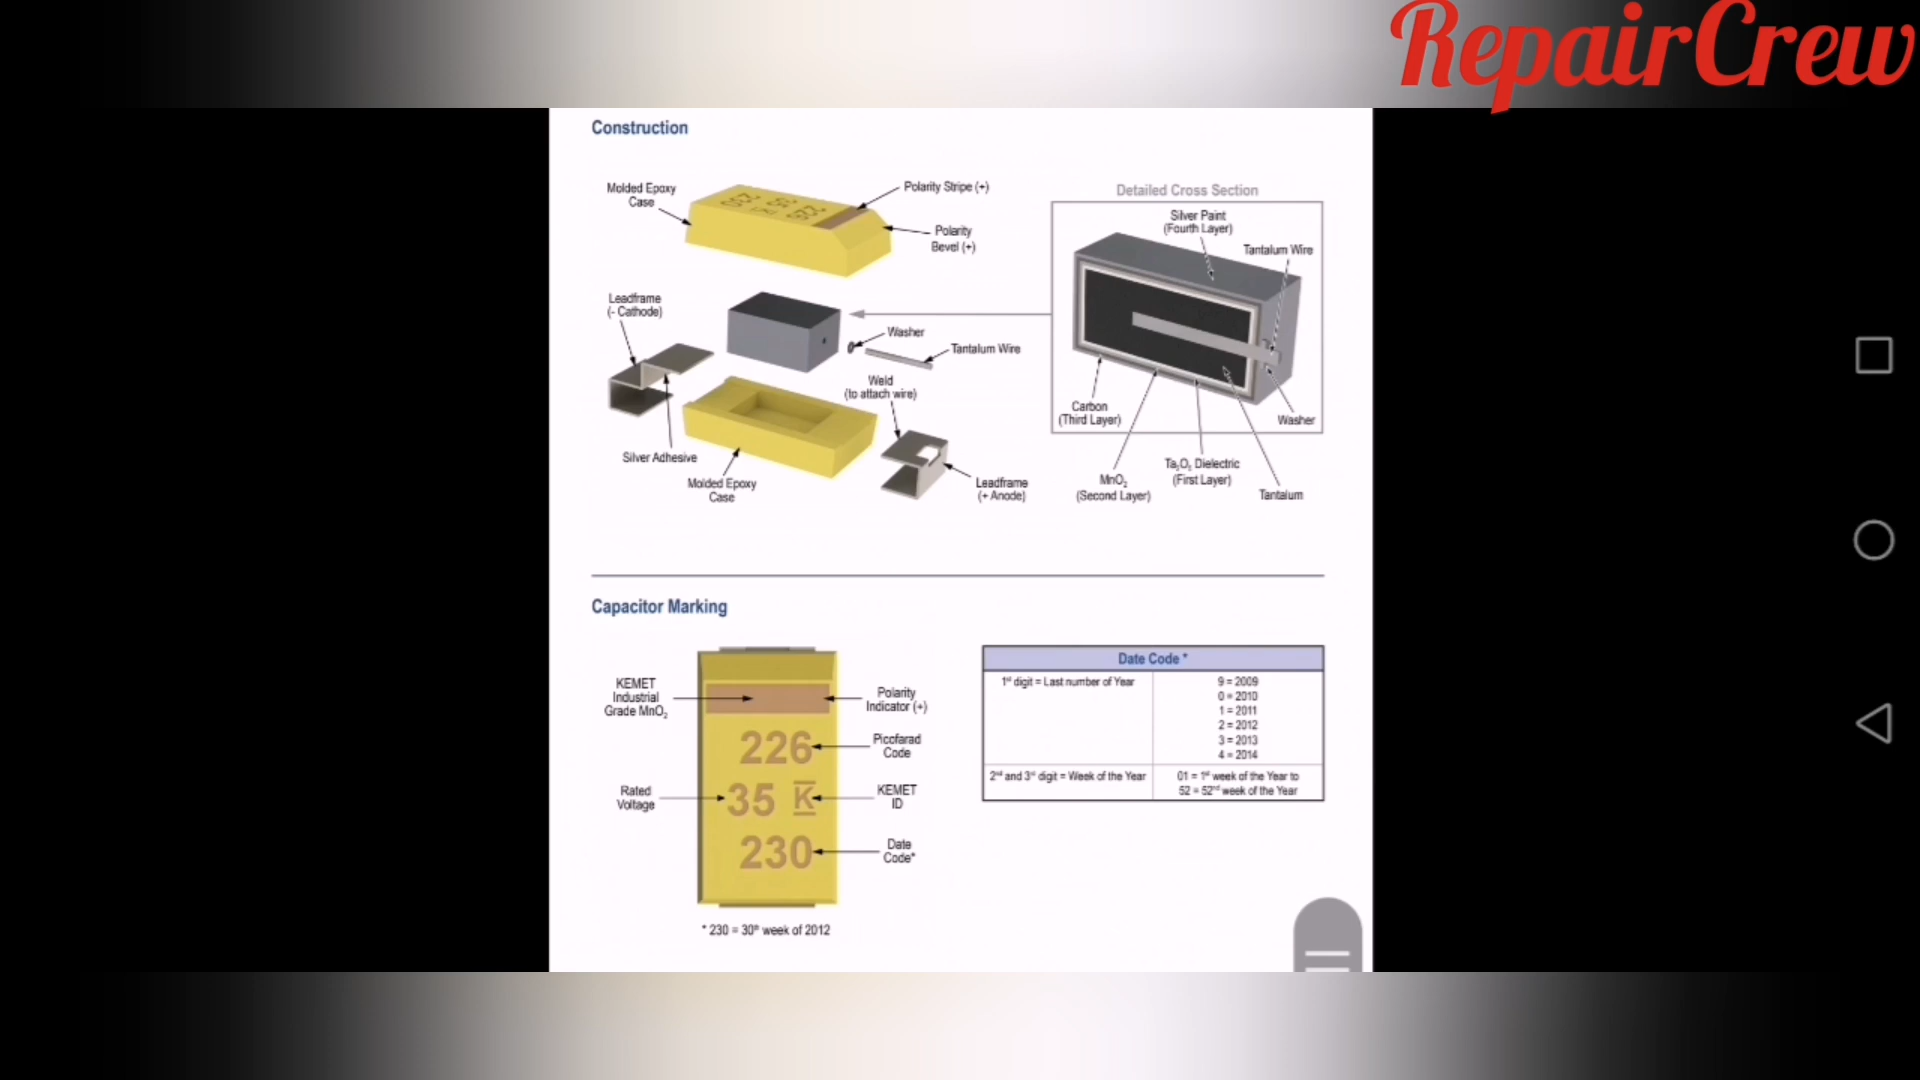 RepairCrew
Construction
Molded Epoxy
Case
Polarity Stripe (+)
Polarity
Bevel (+)
Leadframe
(- Cathode)
Washer
Tantalum Wire
Weld
(to attach wire)
Silver Adhesive
Molded Epoxy
Case
Leadframe
(+ Anode)
Detailed Cross Section
Silver Paint
(Fourth Layer)
Tantalum Wire
Carbon
(Third Layer)
Washer
MnO₂
(Second Layer)
Ta₂O₅ Dielectric
(First Layer)
Tantalum
Capacitor Marking
KEMET
Industrial
Grade MnO₂
Polarity
Indicator (+)
226
Picofarad
Code
Rated
Voltage
35 K
KEMET
ID
230
Date
Code*
* 230 = 30th week of 2012
Date Code *
1st digit = Last number of Year
9 = 2009
0 = 2010
1 = 2011
2 = 2012
3 = 2013
4 = 2014
2nd and 3rd digit = Week of the Year
01 = 1st week of the Year to
52 = 52nd week of the Year